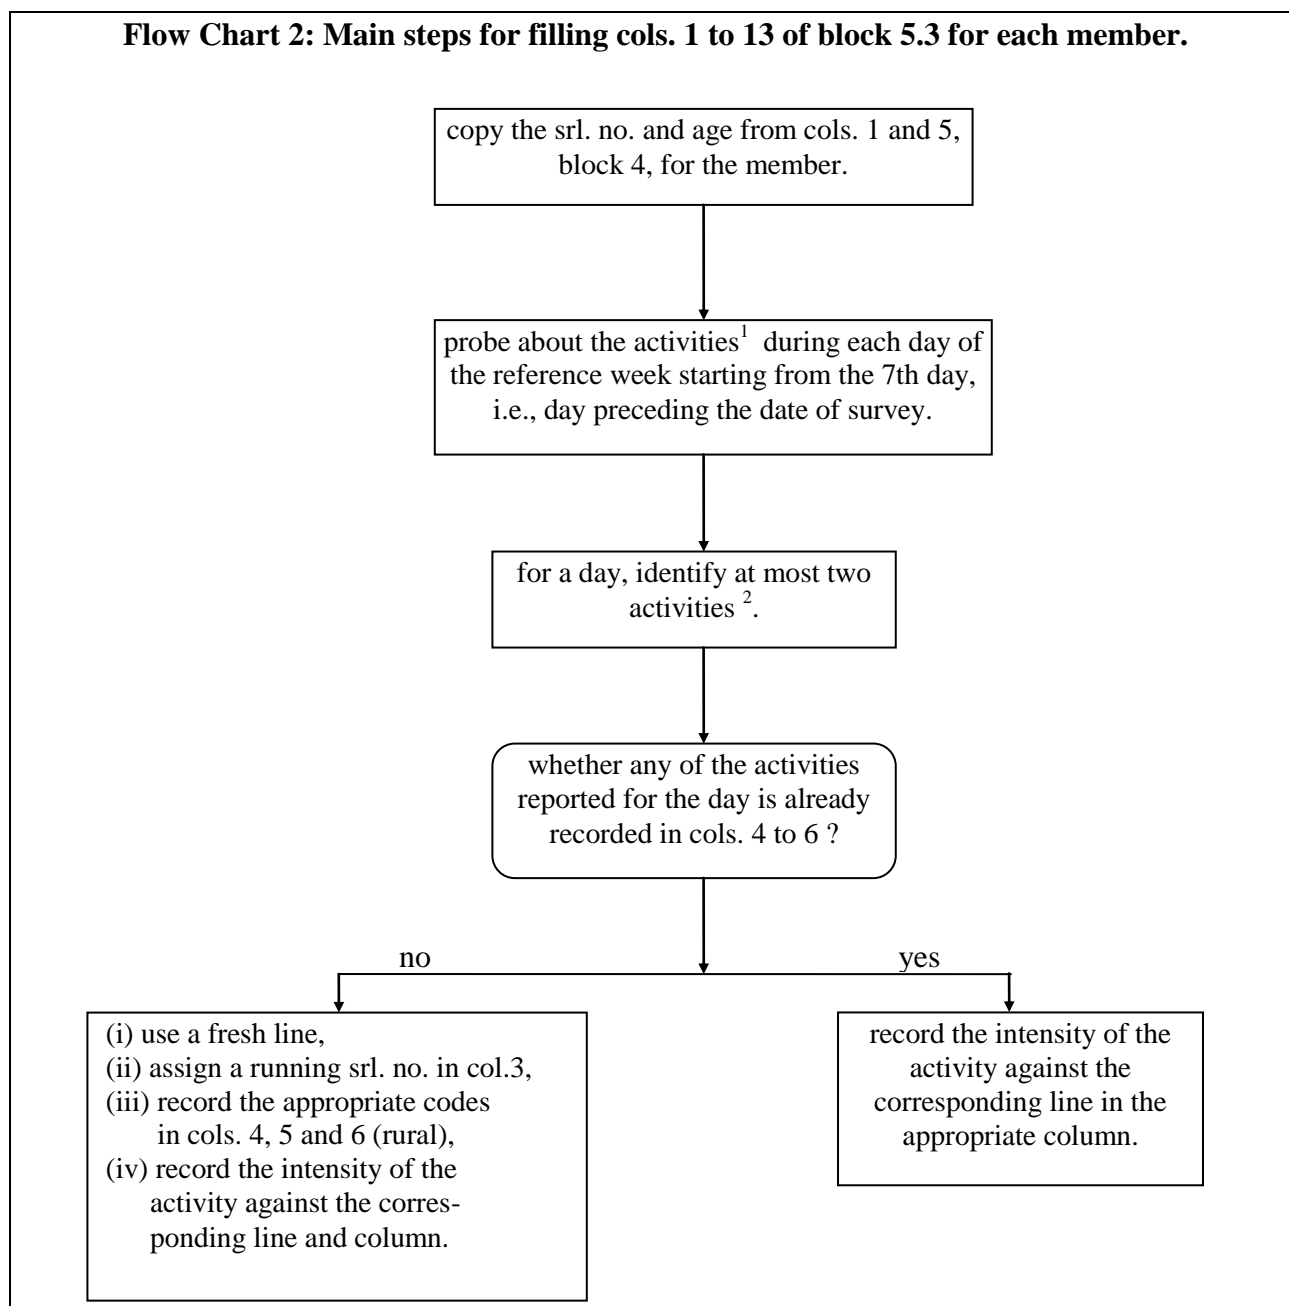 Flow Chart 2: Main steps for filling cols. 1 to 13 of block 5.3 for each member.
copy the srl. no. and age from cols. 1 and 5,
block 4, for the member.
probe about the activities¹ during each day of
the reference week starting from the 7th day,
i.e., day preceding the date of survey.
for a day, identify at most two
activities ².
whether any of the activities
reported for the day is already
recorded in cols. 4 to 6 ?
no
yes
(i) use a fresh line,
(ii) assign a running srl. no. in col.3,
(iii) record the appropriate codes
in cols. 4, 5 and 6 (rural),
(iv) record the intensity of the
activity against the corres-
ponding line and column.
record the intensity of the
activity against the
corresponding line in the
appropriate column.